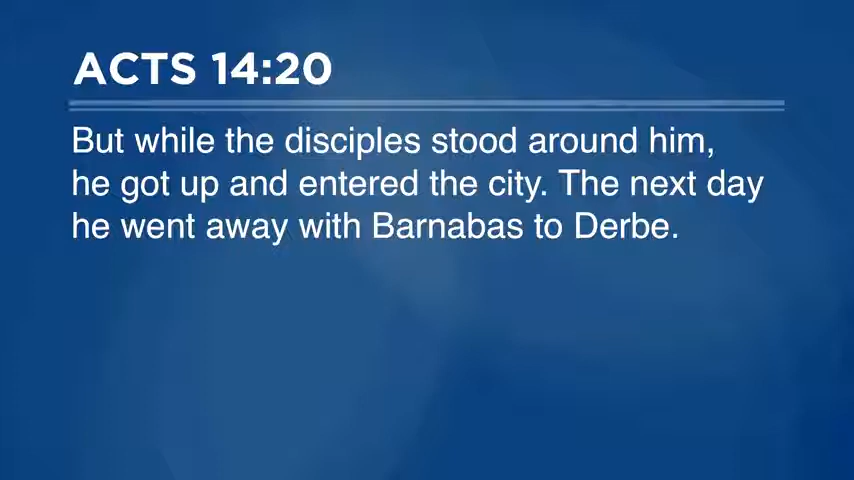 ACTS 14:20
But while the disciples stood around him,
he got up and entered the city. The next day
he went away with Barnabas to Derbe.